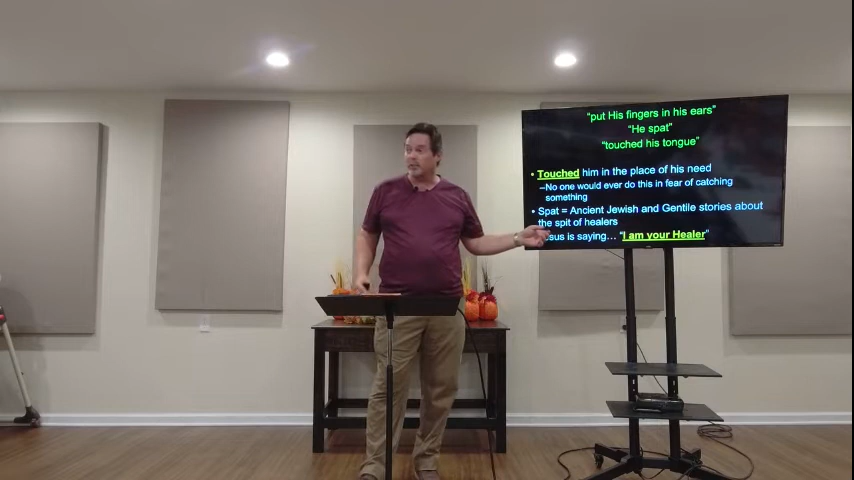 "put His fingers in his ears"
"He spat"
"touched his tongue"
• Touched him in the place of his need
–No one would ever do this in fear of catching
something
• Spat = Ancient Jewish and Gentile stories about
the spit of healers
sus is saying... "I am your Healer"